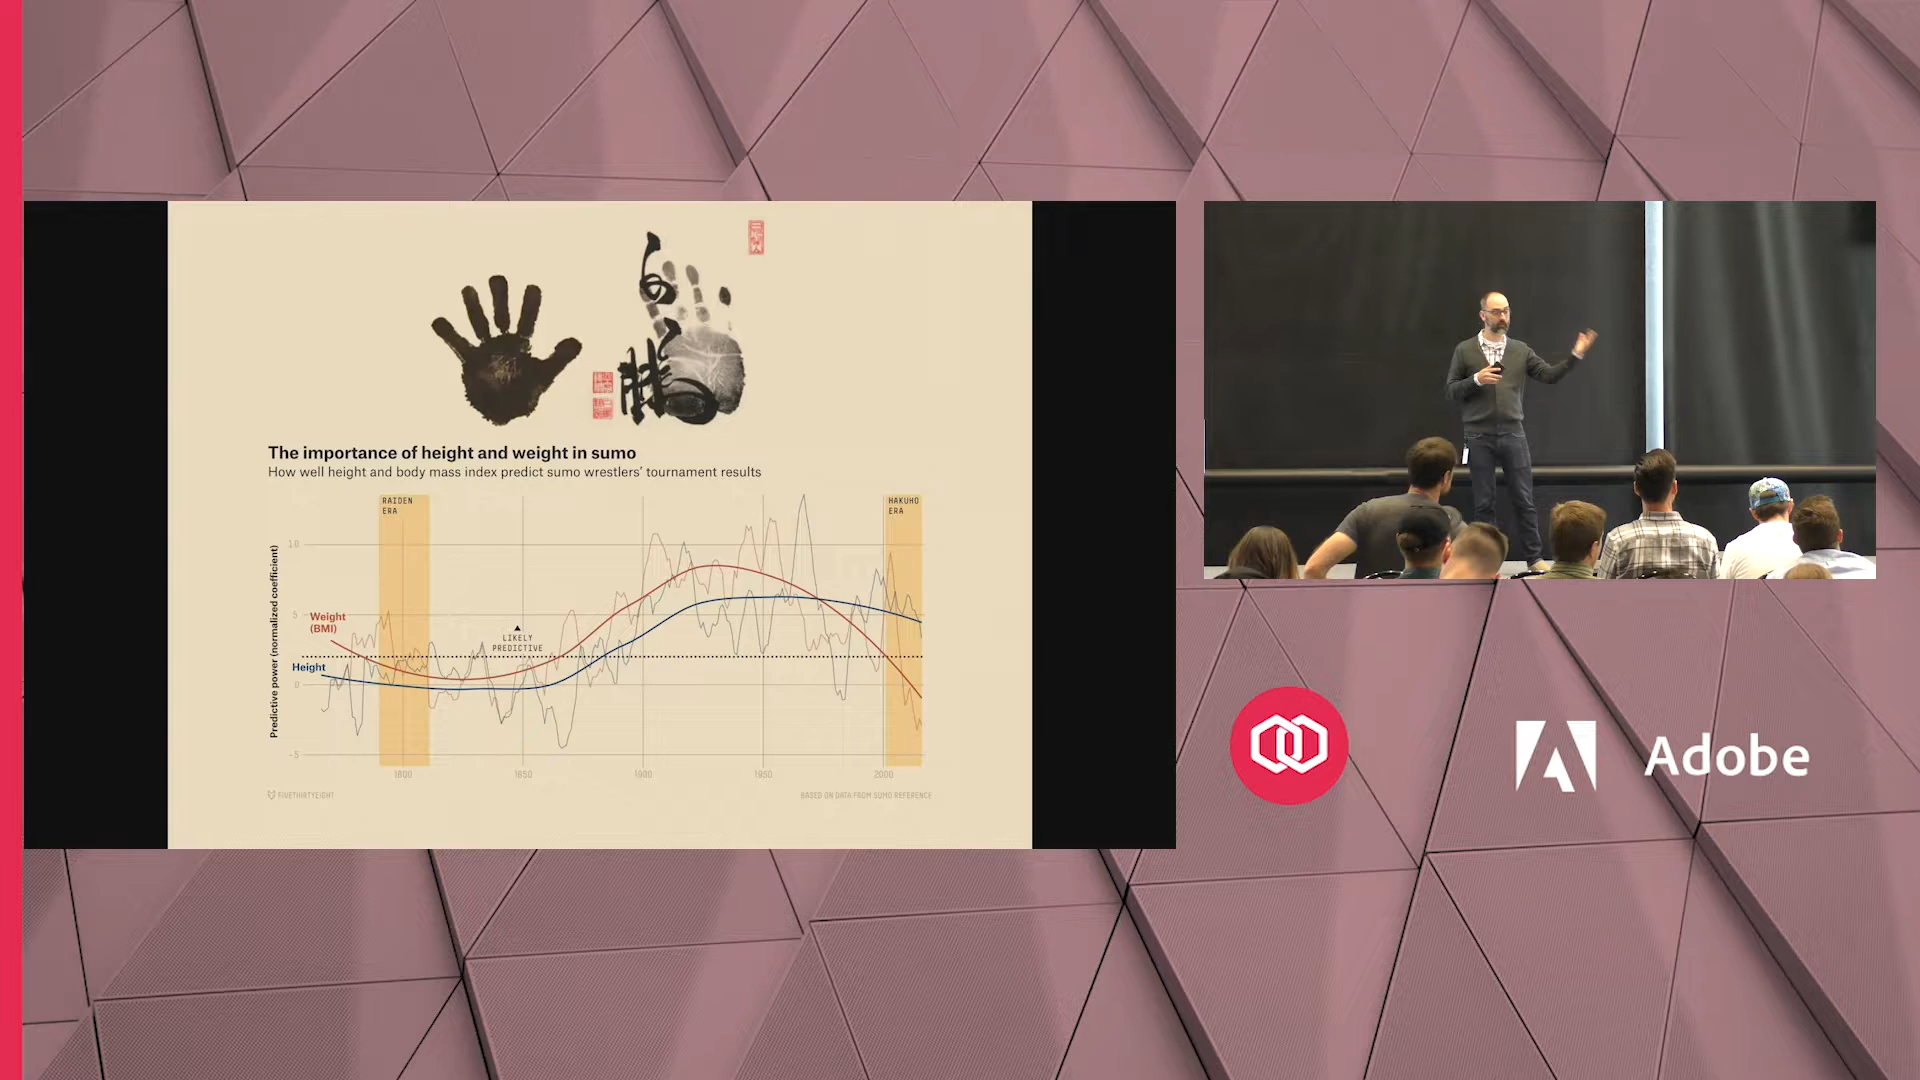 The importance of height and weight in sumo
How well height and body mass index predict sumo wrestlers' tournament results
RAIDEN
ERA
HAKUHO
ERA
Predictive power (normalized coefficient)
10
5
0
-5
Weight
(BMI)
Height
▲
LIKELY
PREDICTIVE
1800
1850
1900
1950
2000
FIVETHIRTYEIGHT
BASED ON DATA FROM SUMO REFERENCE
Adobe